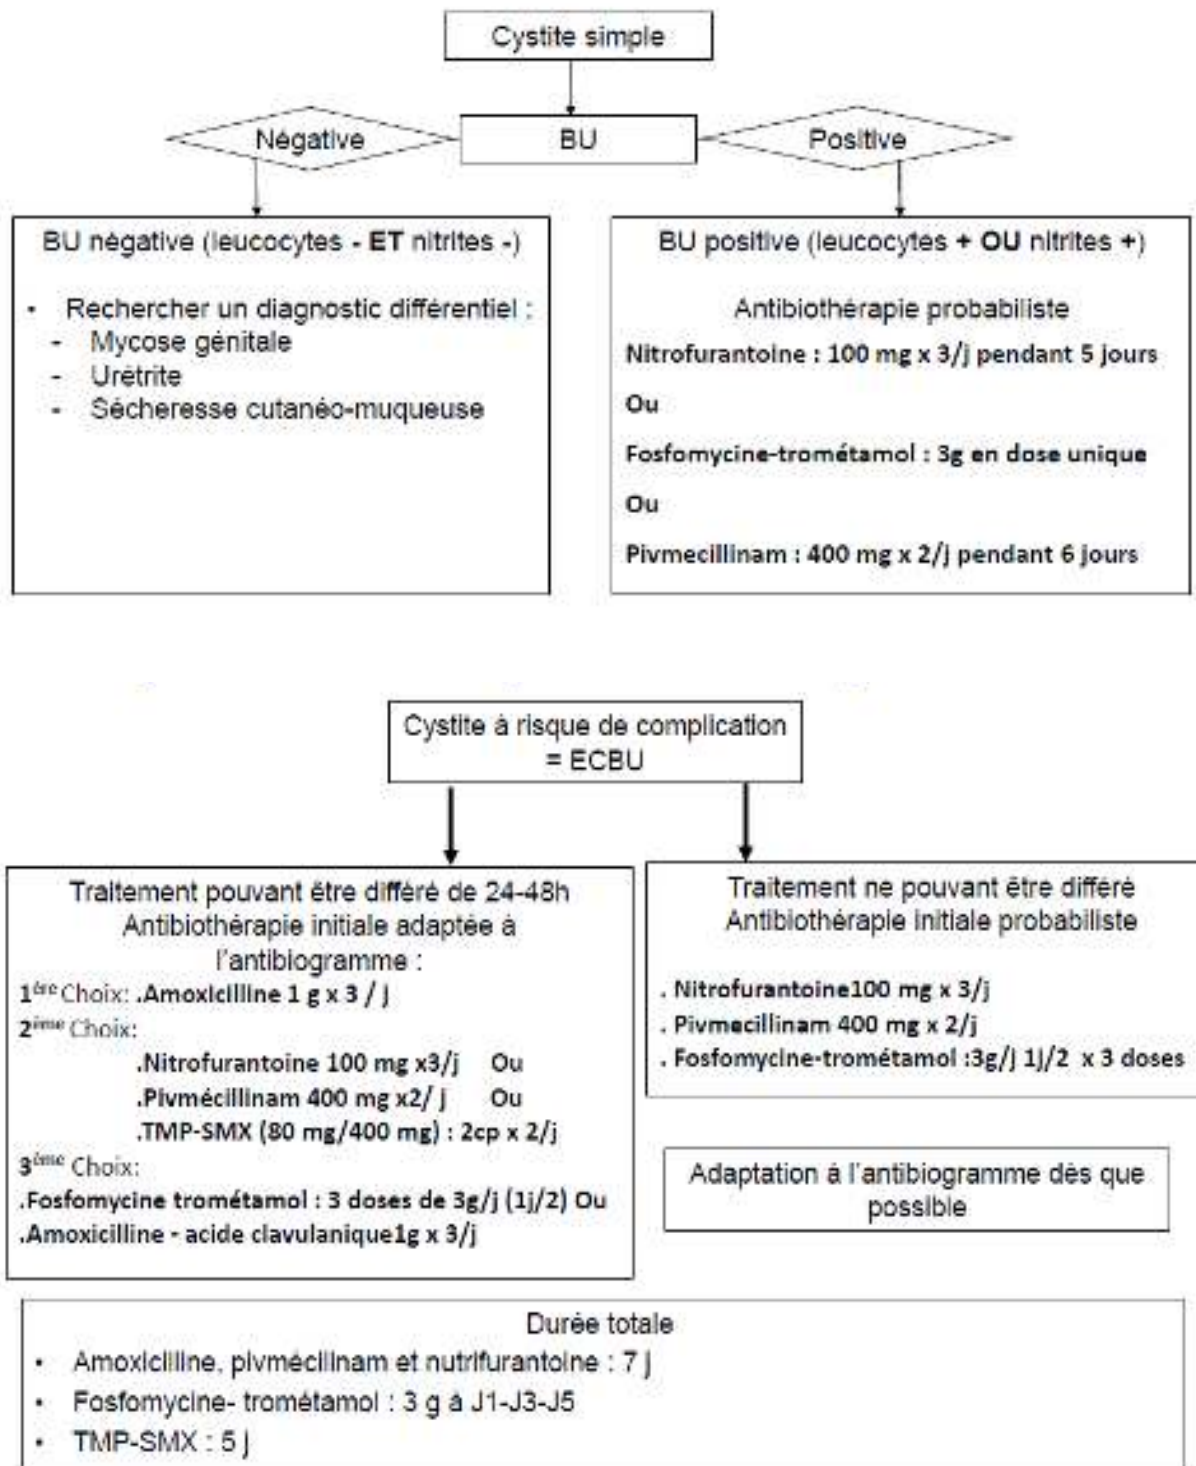 Cystite simple
Négative
BU
Positive
BU négative (leucocytes - ET nitrites -)
• Rechercher un diagnostic différentiel :
- Mycose génitale
- Urétrite
- Sécheresse cutanéo-muqueuse
BU positive (leucocytes + OU nitrites +)
Antibiothérapie probabiliste
Nitrofurantoine : 100 mg x 3/j pendant 5 jours
Ou
Fosfomycine-trométamol : 3g en dose unique
Ou
Pivmecillinam : 400 mg x 2/j pendant 6 jours
Cystite à risque de complication
= ECBU
Traitement pouvant être différé de 24-48h
Antibiothérapie initiale adaptée à
l'antibiogramme :
1ère Choix: .Amoxicilline 1 g x 3 / j
2ième Choix:
.Nitrofurantoine 100 mg x3/j Ou
.Pivmécillinam 400 mg x2/ j Ou
.TMP-SMX (80 mg/400 mg) : 2cp x 2/j
3ème Choix:
.Fosfomycine trométamol : 3 doses de 3g/j (1j/2) Ou
.Amoxicilline - acide clavulanique1g x 3/j
Traitement ne pouvant être différé
Antibiothérapie initiale probabiliste
. Nitrofurantoine100 mg x 3/j
. Pivmecillinam 400 mg x 2/j
. Fosfomycine-trométamol :3g/j 1j/2 x 3 doses
Adaptation à l'antibiogramme dès que
possible
Durée totale
• Amoxicilline, pivmécilinam et nutrifurantoine : 7 j
• Fosfomycine- trométamol : 3 g à J1-J3-J5
• TMP-SMX : 5 j